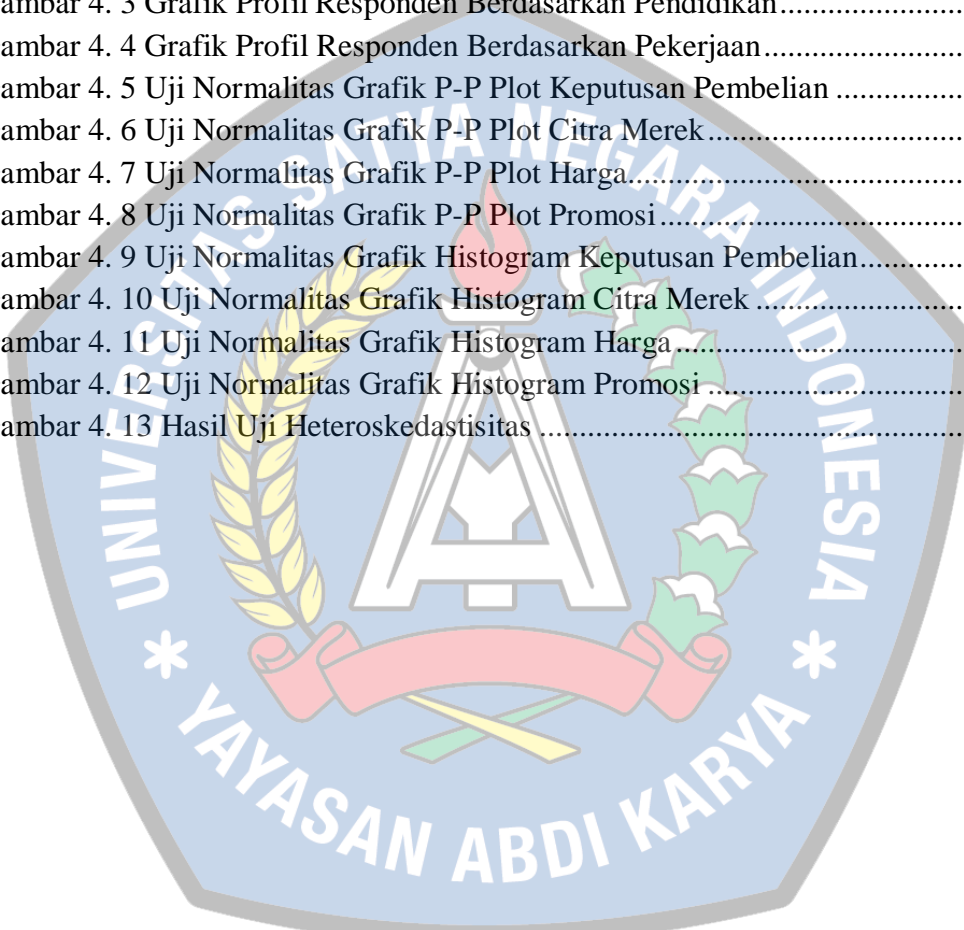 ambar 4. 3 Grafik Profil Responden Berdasarkan Pendidikan.......................
ambar 4. 4 Grafik Profil Responden Berdasarkan Pekerjaan.........................
ambar 4. 5 Uji Normalitas Grafik P-P Plot Keputusan Pembelian ................
ambar 4. 6 Uji Normalitas Grafik P-P Plot Citra Merek................................
ambar 4. 7 Uji Normalitas Grafik P-P Plot Harga..........................................
ambar 4. 8 Uji Normalitas Grafik P-P Plot Promosi......................................
ambar 4. 9 Uji Normalitas Grafik Histogram Keputusan Pembelian.............
ambar 4. 10 Uji Normalitas Grafik Histogram Citra Merek .........................
ambar 4. 11 Uji Normalitas Grafik Histogram Harga....................................
ambar 4. 12 Uji Normalitas Grafik Histogram Promosi ................................
ambar 4. 13 Hasil Uji Heteroskedastisitas .....................................................
UNIVERSITAS SATYA NEGARA INDONESIA
* YAYASAN ABDI KARYA *